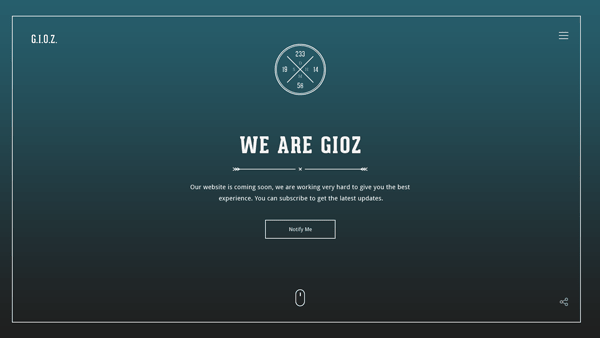 G.I.O.Z.
233
19
14
56
WE ARE GIOZ
Our website is coming soon, we are working very hard to give you the best
experience. You can subscribe to get the latest updates.
Notify Me